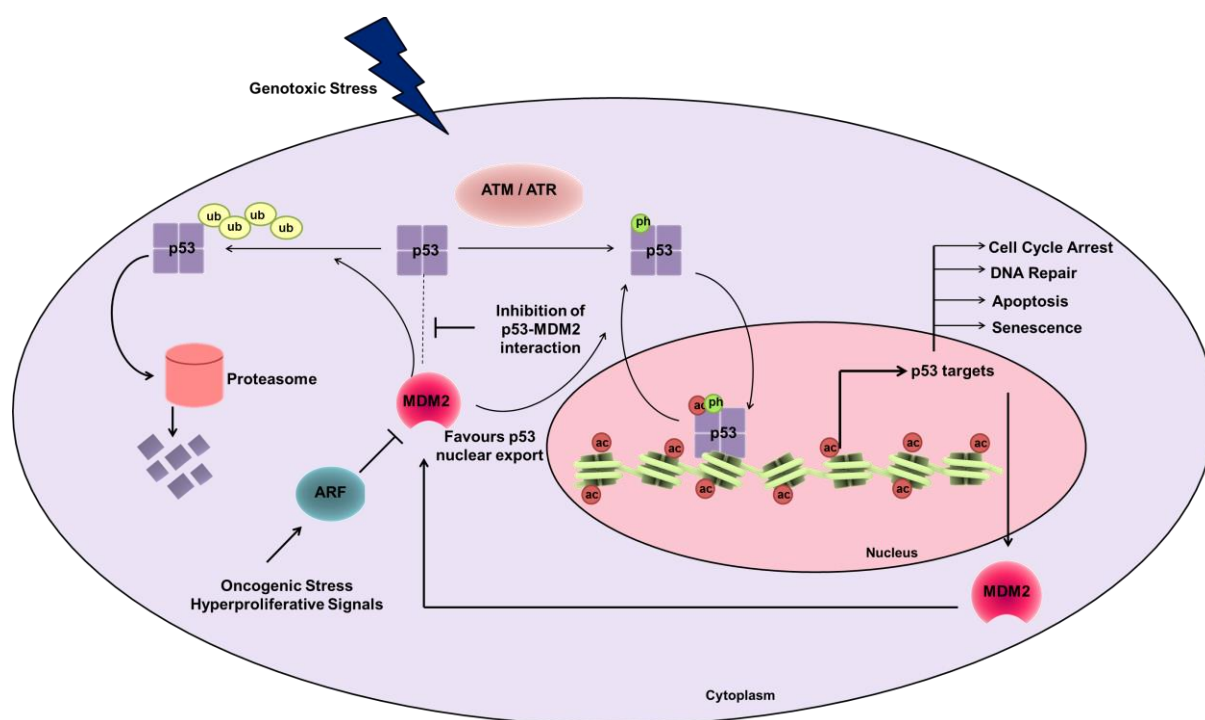 Genotoxic Stress
ATM / ATR
ub
ub
ub
ub
p53
p53
ph
p53
Cell Cycle Arrest
DNA Repair
Apoptosis
Senescence
Inhibition of
p53-MDM2
interaction
Proteasome
p53 targets
MDM2
Favours p53
nuclear export
ac
ph
p53
ac
ac
ac
ac
ac
ac
ac
ac
ac
ARF
Nucleus
Oncogenic Stress
Hyperproliferative Signals
MDM2
Cytoplasm